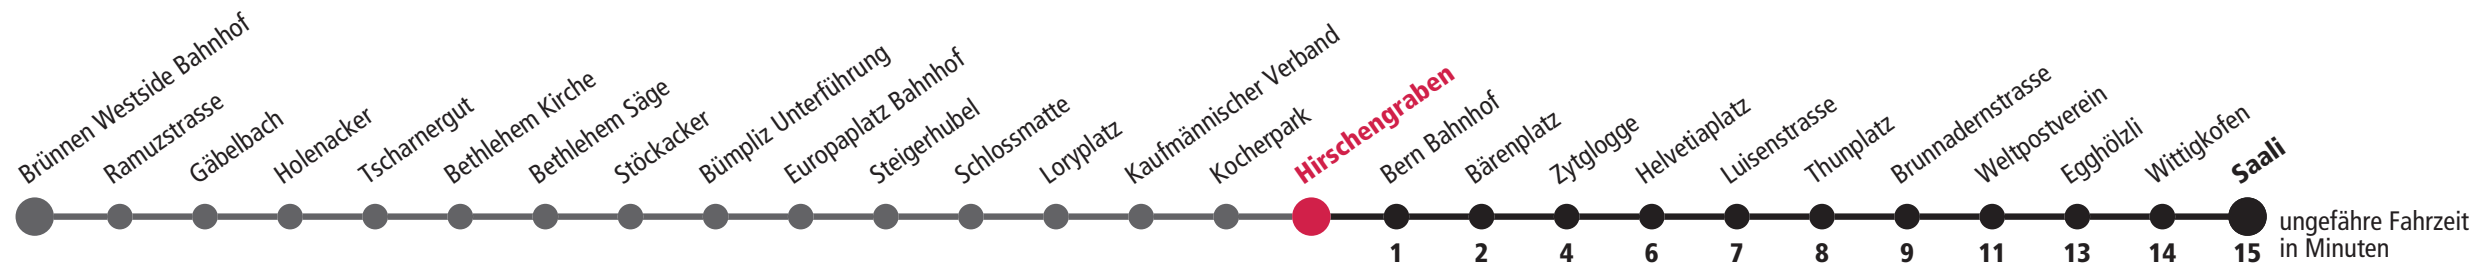 Brünnen Westside Bahnhof
Ramuzstrasse
Gäbelbach
Holenacker
Tscharnergut
Bethlehem Kirche
Bethlehem Säge
Stöckacker
Bümpliz Unterführung
Europaplatz Bahnhof
Steigerhubel
Schlossmatte
Loryplatz
Kaufmännischer Verband
Kocherpark
Hirschengraben
Bern Bahnhof
Bärenplatz
Zytglogge
Helvetiaplatz
Luisenstrasse
Thunplatz
Brunnadernstrasse
Weltpostverein
Egghölzli
Wittigkofen
Saali
1 2 4 6 7 8 9 11 13 14 15
ungefähre Fahrzeit
in Minuten